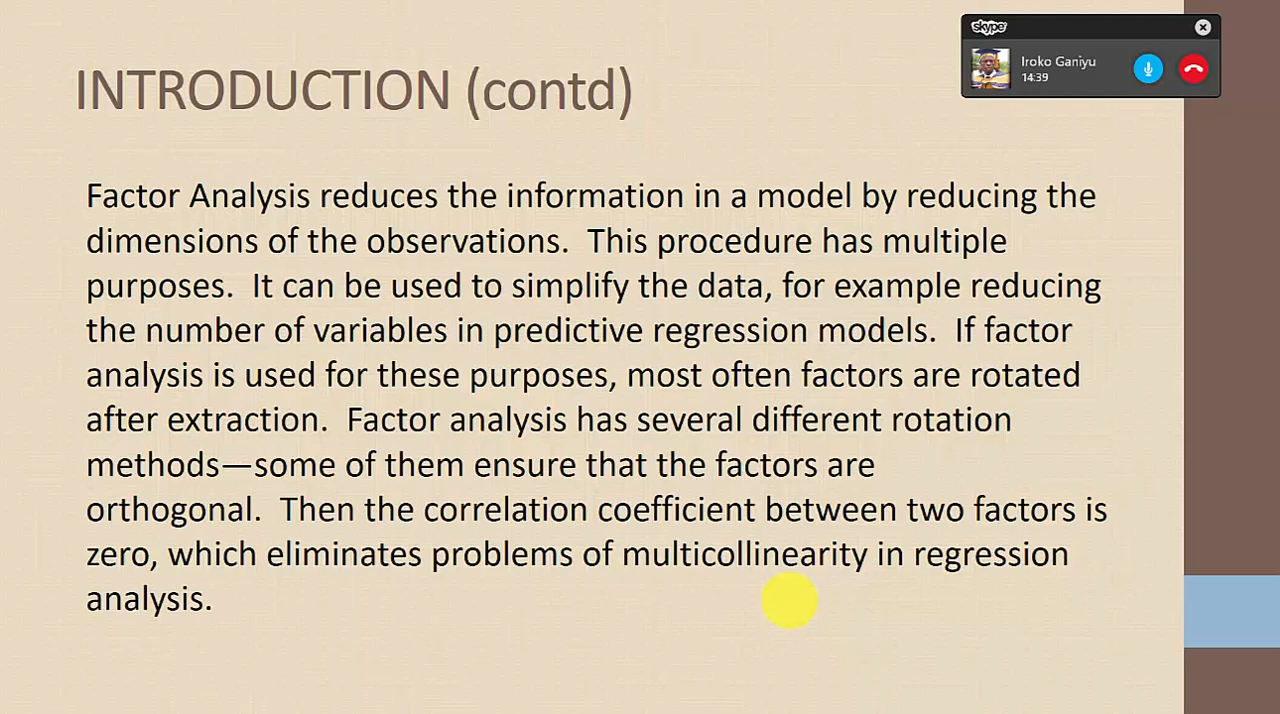 skype
Iroko Ganiyu
14:39
INTRODUCTION (contd)
Factor Analysis reduces the information in a model by reducing the
dimensions of the observations.  This procedure has multiple
purposes.  It can be used to simplify the data, for example reducing
the number of variables in predictive regression models.  If factor
analysis is used for these purposes, most often factors are rotated
after extraction.  Factor analysis has several different rotation
methods—some of them ensure that the factors are
orthogonal.  Then the correlation coefficient between two factors is
zero, which eliminates problems of multicollinearity in regression
analysis.